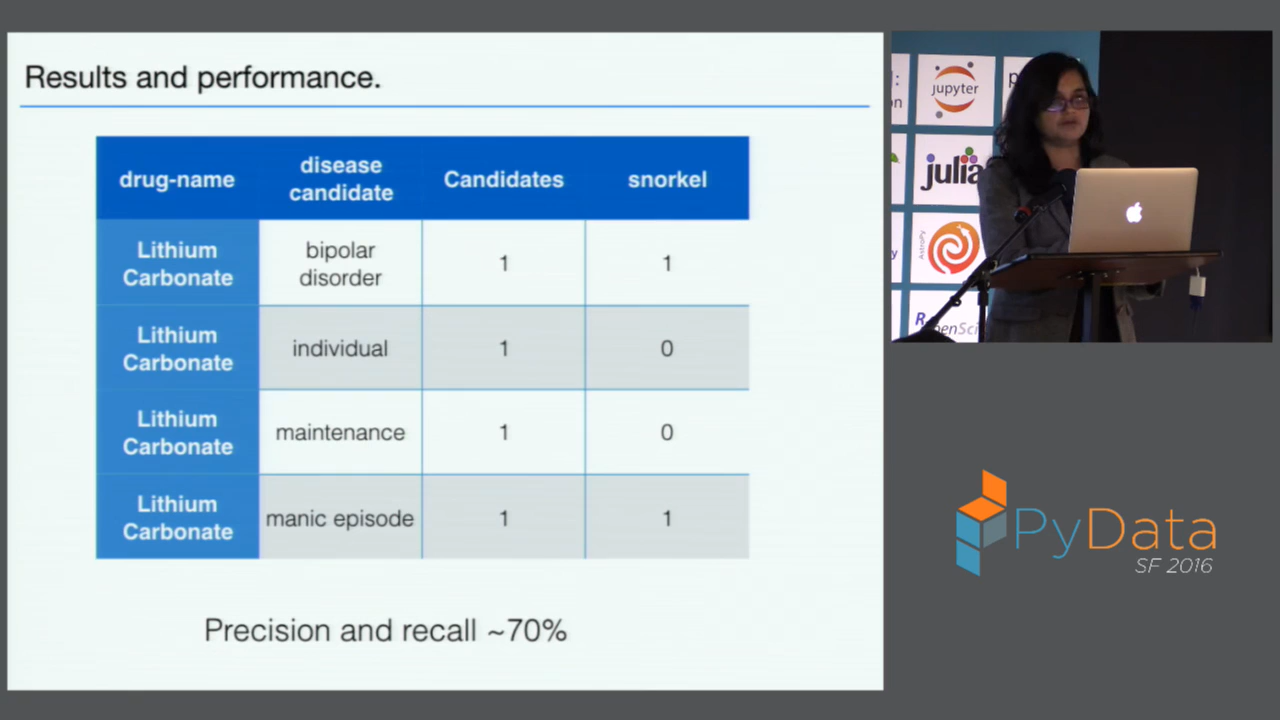 Results and performance.
drug-name
disease
candidate
Candidates
snorkel
Lithium
Carbonate
bipolar
disorder
1
1
Lithium
Carbonate
individual
1
0
Lithium
Carbonate
maintenance
1
0
Lithium
Carbonate
manic episode
1
1
Precision and recall ~70%
jupyter
julia
AstroPy
PyData
SF 2016